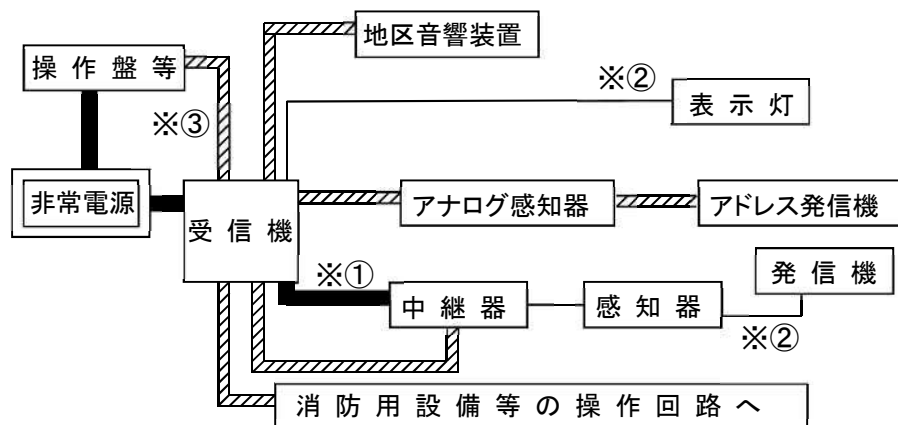 地区音響装置
操作盤等
※②
表示灯
※③
非常電源
受信機
アナログ感知器
アドレス発信機
※①
発信機
中継器
感知器
※②
消防用設備等の操作回路へ